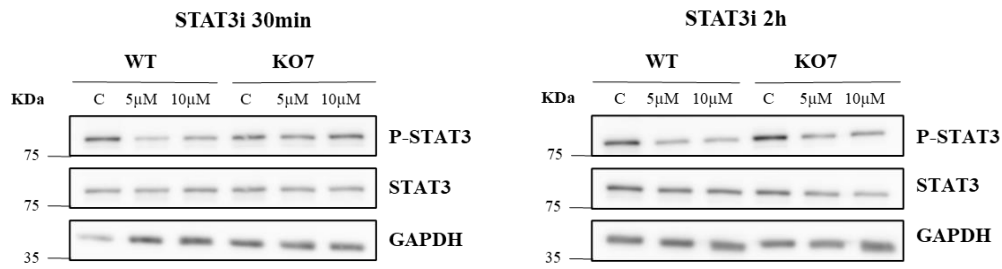 STAT3i 30min
WT KO7
KDa C 5µM 10µM C 5µM 10µM
P-STAT3
75
STAT3
75
GAPDH
35
STAT3i 2h
WT KO7
KDa C 5µM 10µM C 5µM 10µM
P-STAT3
75
STAT3
75
GAPDH
35